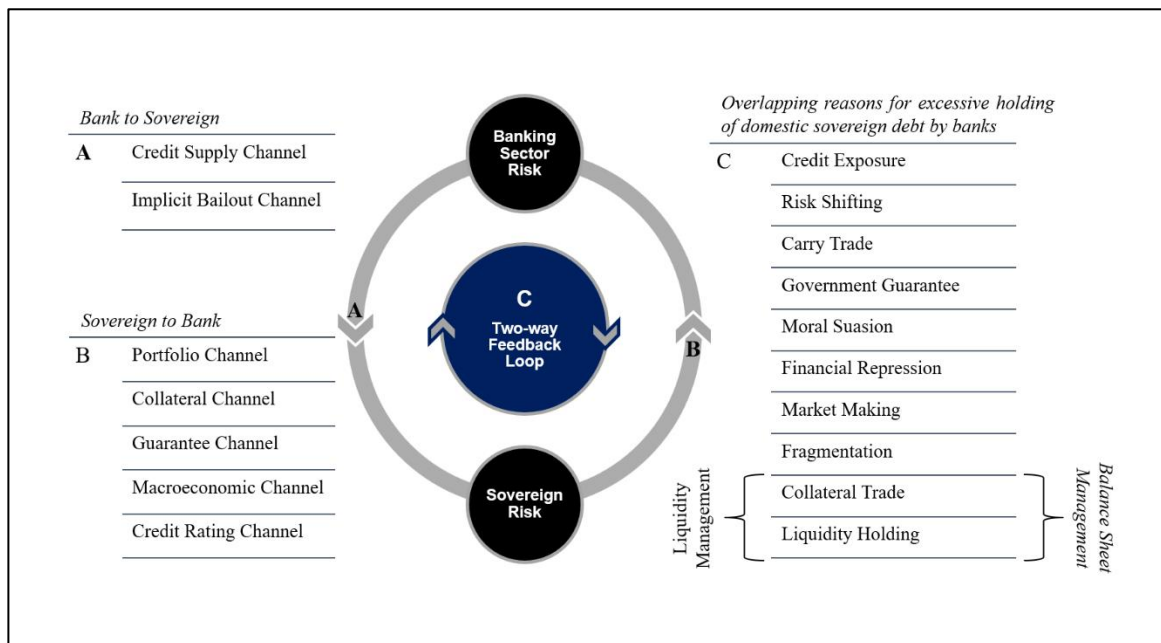 Bank to Sovereign
A
Credit Supply Channel
Implicit Bailout Channel
Sovereign to Bank
B
Portfolio Channel
Collateral Channel
Guarantee Channel
Macroeconomic Channel
Credit Rating Channel
Banking
Sector
Risk
A
C
Two-way
Feedback
Loop
B
Sovereign
Risk
Overlapping reasons for excessive holding
of domestic sovereign debt by banks
C
Credit Exposure
Risk Shifting
Carry Trade
Government Guarantee
Moral Suasion
Financial Repression
Market Making
Fragmentation
Collateral Trade
Liquidity Holding
Liquidity
Management
Balance Sheet
Management